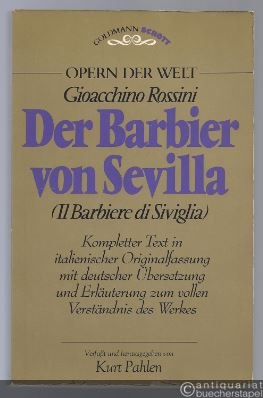 GOLDMANN SCHOTT
OPERN DER WELT
Gioacchino Rossini
Der Barbier
von Sevilla
(Il Barbiere di Siviglia)
Kompletter Text in
italienischer Originalfassung
mit deutscher Übersetzung
und Erläuterung zum vollen
Verständnis des Werkes
Verfaßt und herausgegeben von
Kurt Pahlen
antiquariat
buecherstapel